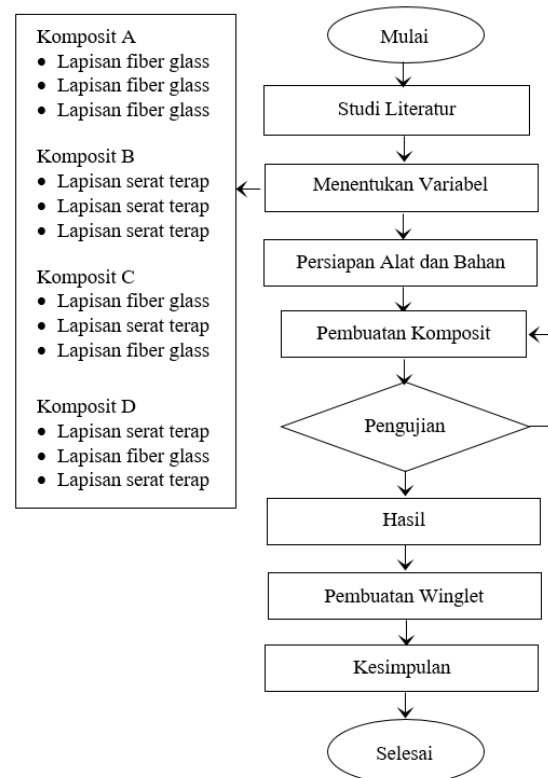 Komposit A
• Lapisan fiber glass
• Lapisan fiber glass
• Lapisan fiber glass
Komposit B
• Lapisan serat terap
• Lapisan serat terap
• Lapisan serat terap
Komposit C
• Lapisan fiber glass
• Lapisan serat terap
• Lapisan fiber glass
Komposit D
• Lapisan serat terap
• Lapisan fiber glass
• Lapisan serat terap
Mulai
Studi Literatur
Menentukan Variabel
Persiapan Alat dan Bahan
Pembuatan Komposit
Pengujian
Hasil
Pembuatan Winglet
Kesimpulan
Selesai